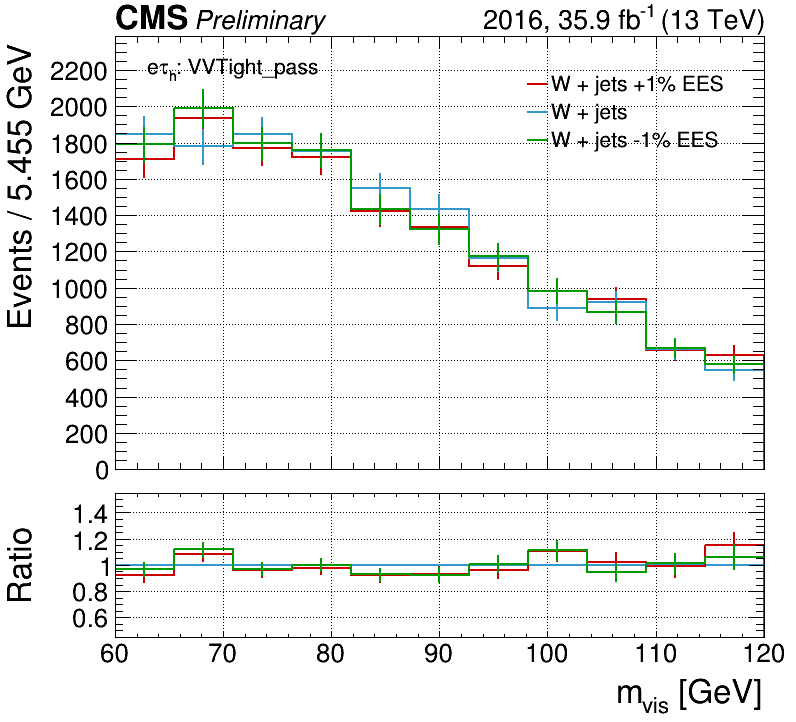 CMS Preliminary 2016, 35.9 fb⁻¹ (13 TeV)
eτₕ: VVTight_pass
W + jets +1% EES
W + jets
W + jets -1% EES
Events / 5.455 GeV
2200
2000
1800
1600
1400
1200
1000
800
600
400
200
0
Ratio
1.4
1.2
1
0.8
0.6
60 70 80 90 100 110 120
m_vis [GeV]